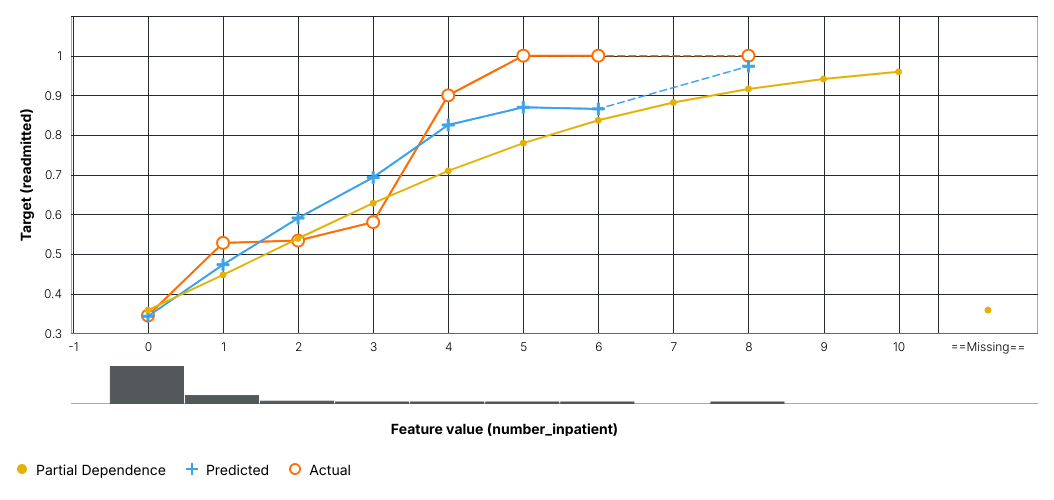 Target (readmitted)
1
0.9
0.8
0.7
0.6
0.5
0.4
0.3
-1 0 1 2 3 4 5 6 7 8 9 10 ==Missing==
Feature value (number_inpatient)
Partial Dependence Predicted Actual